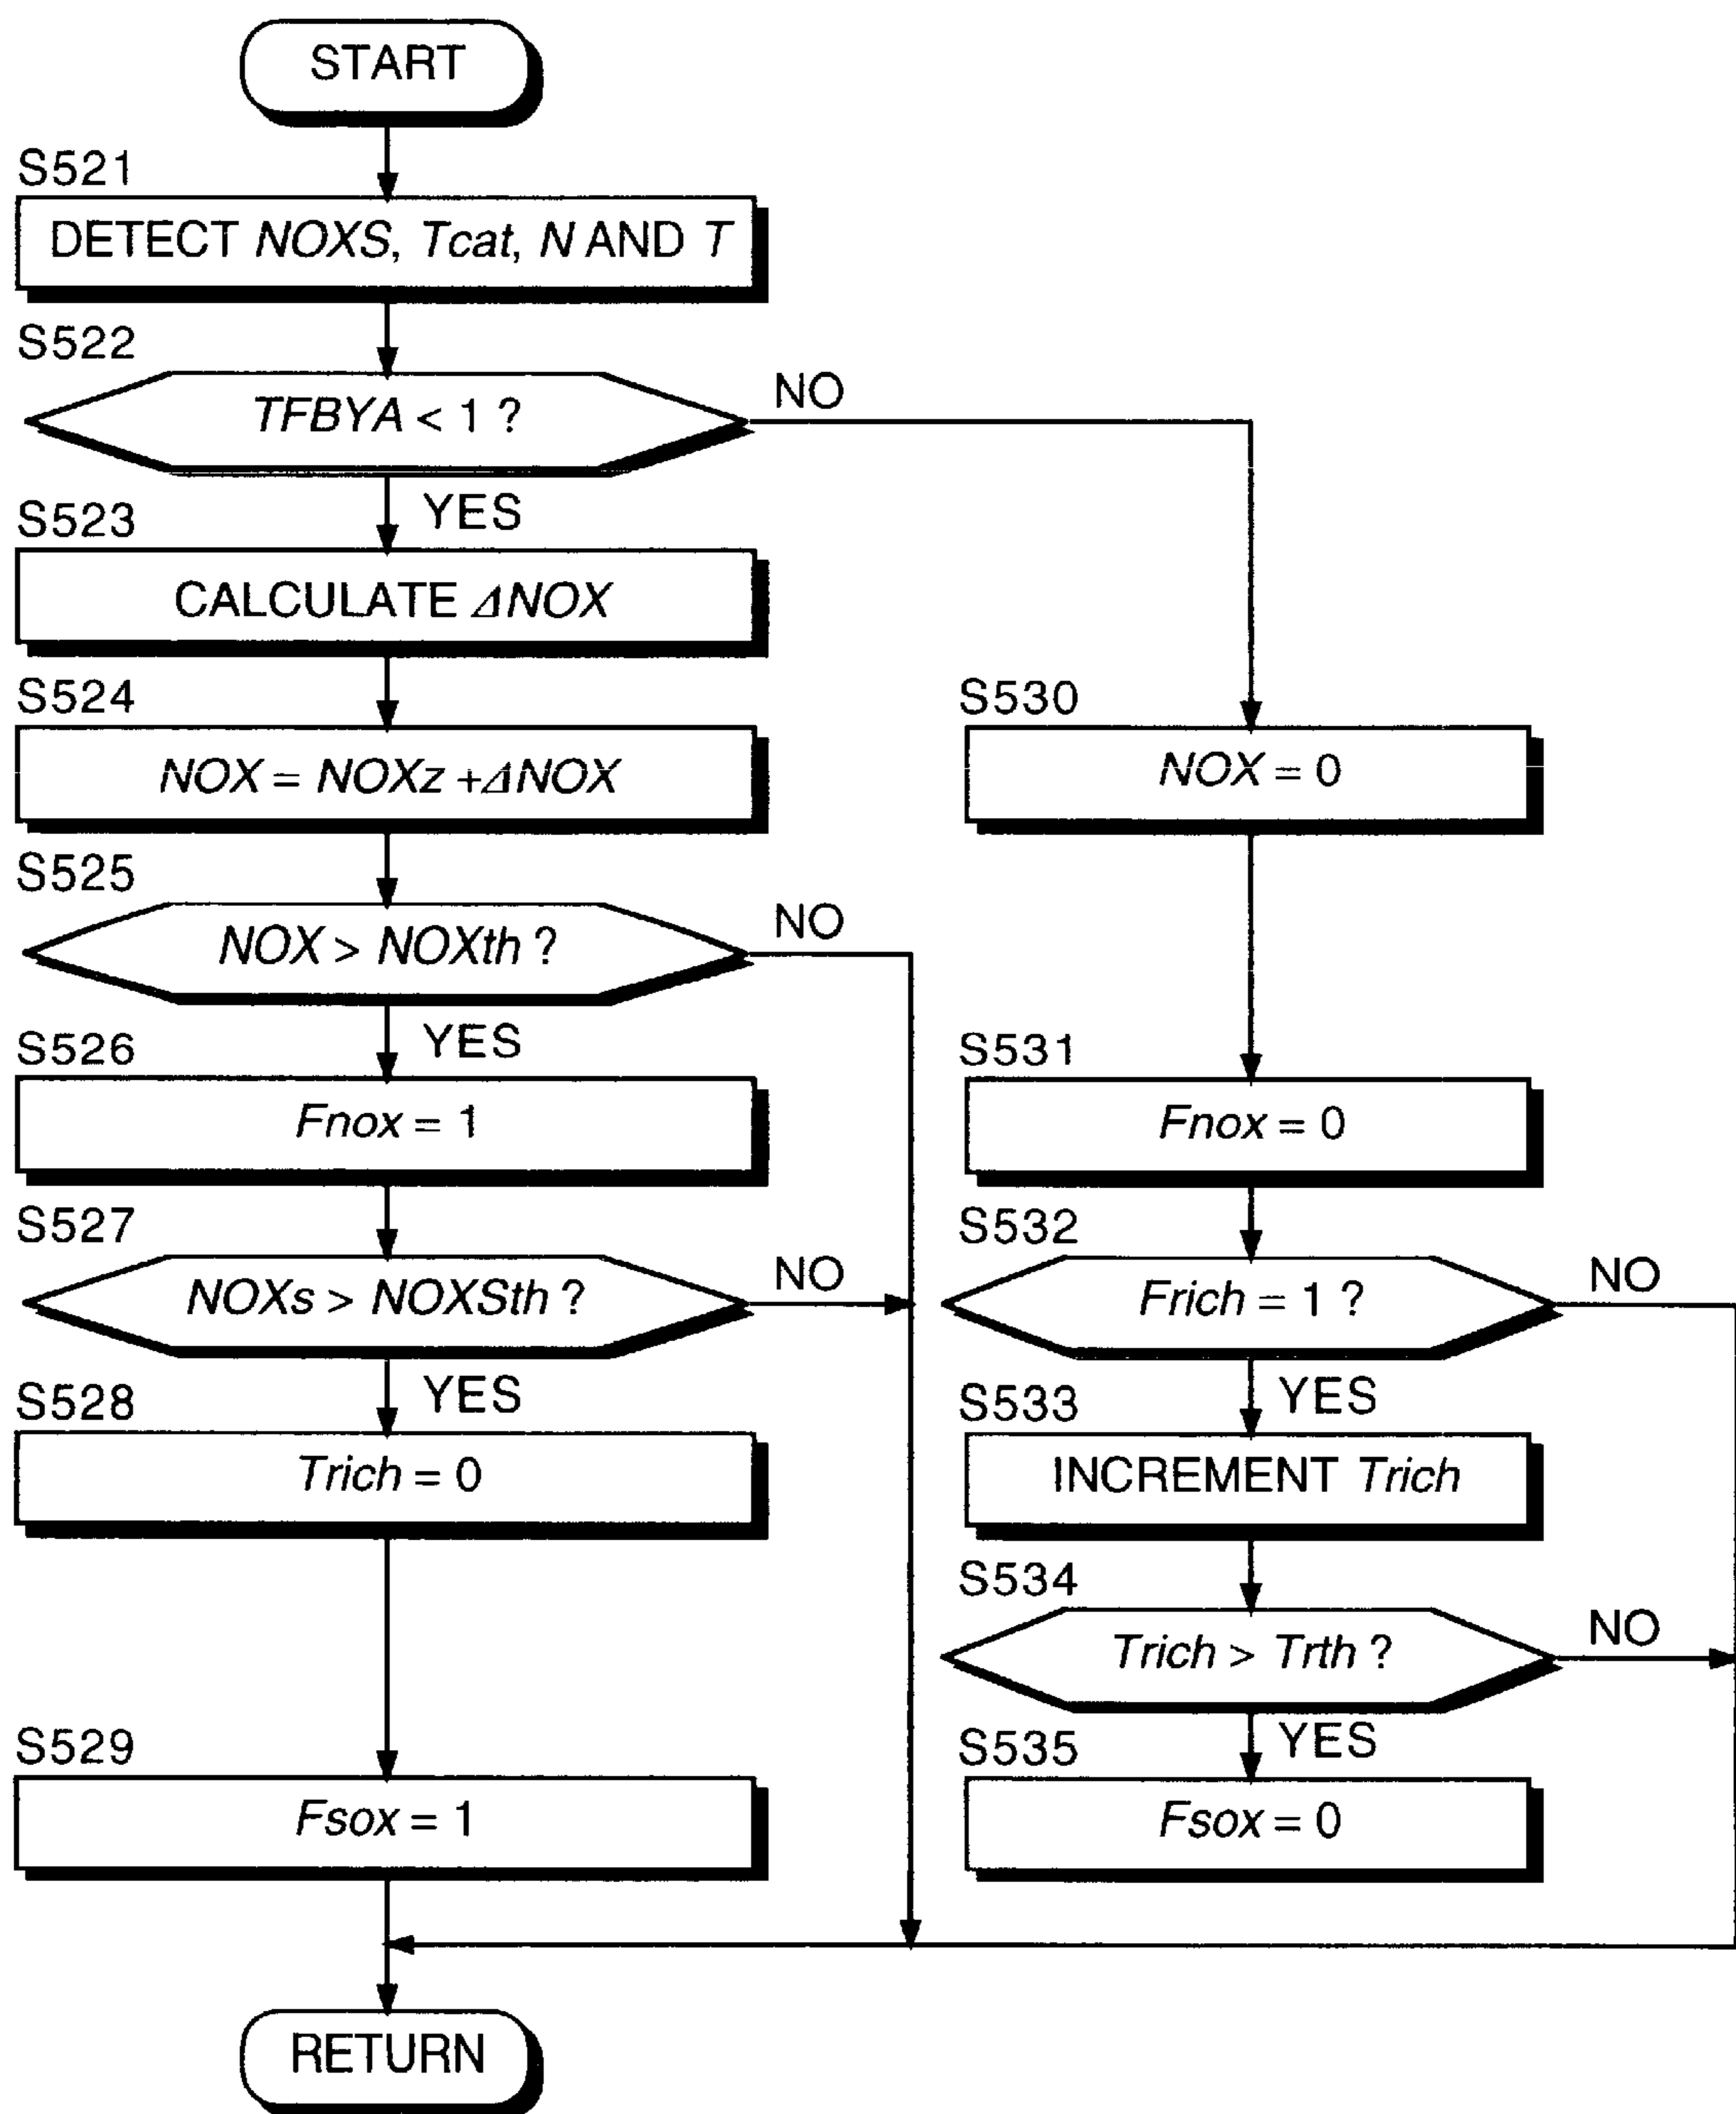 START
S521
DETECT NOXS, Tcat, N AND T
S522
TFBYA < 1 ?
NO
YES
S523
CALCULATE ΔNOX
S524
NOX = NOXz +ΔNOX
S525
NOX > NOXth ?
NO
YES
S526
Fnox = 1
S527
NOXs > NOXSth ?
NO
YES
S528
Trich = 0
S529
Fsox = 1
S530
NOX = 0
S531
Fnox = 0
S532
Frich = 1 ?
NO
YES
S533
INCREMENT Trich
S534
Trich > Trth ?
NO
YES
S535
Fsox = 0
RETURN